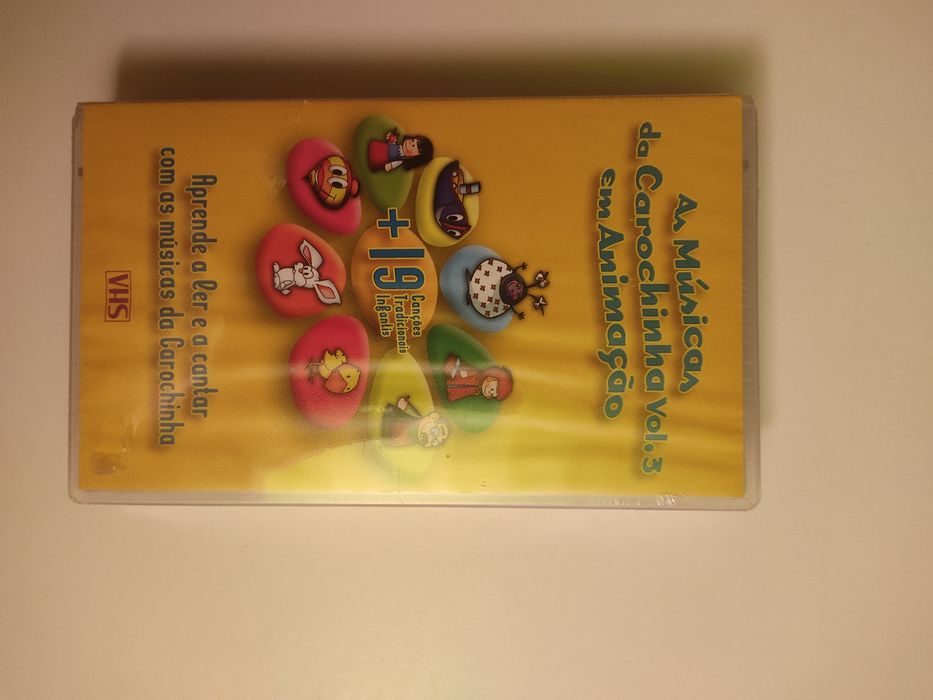 As Músicas
da Carochinha Vol. 3
em Animação
+19
Canções
Tradicionais
Infantis
Aprende a ler e a cantar
com as músicas da Carochinha
VHS